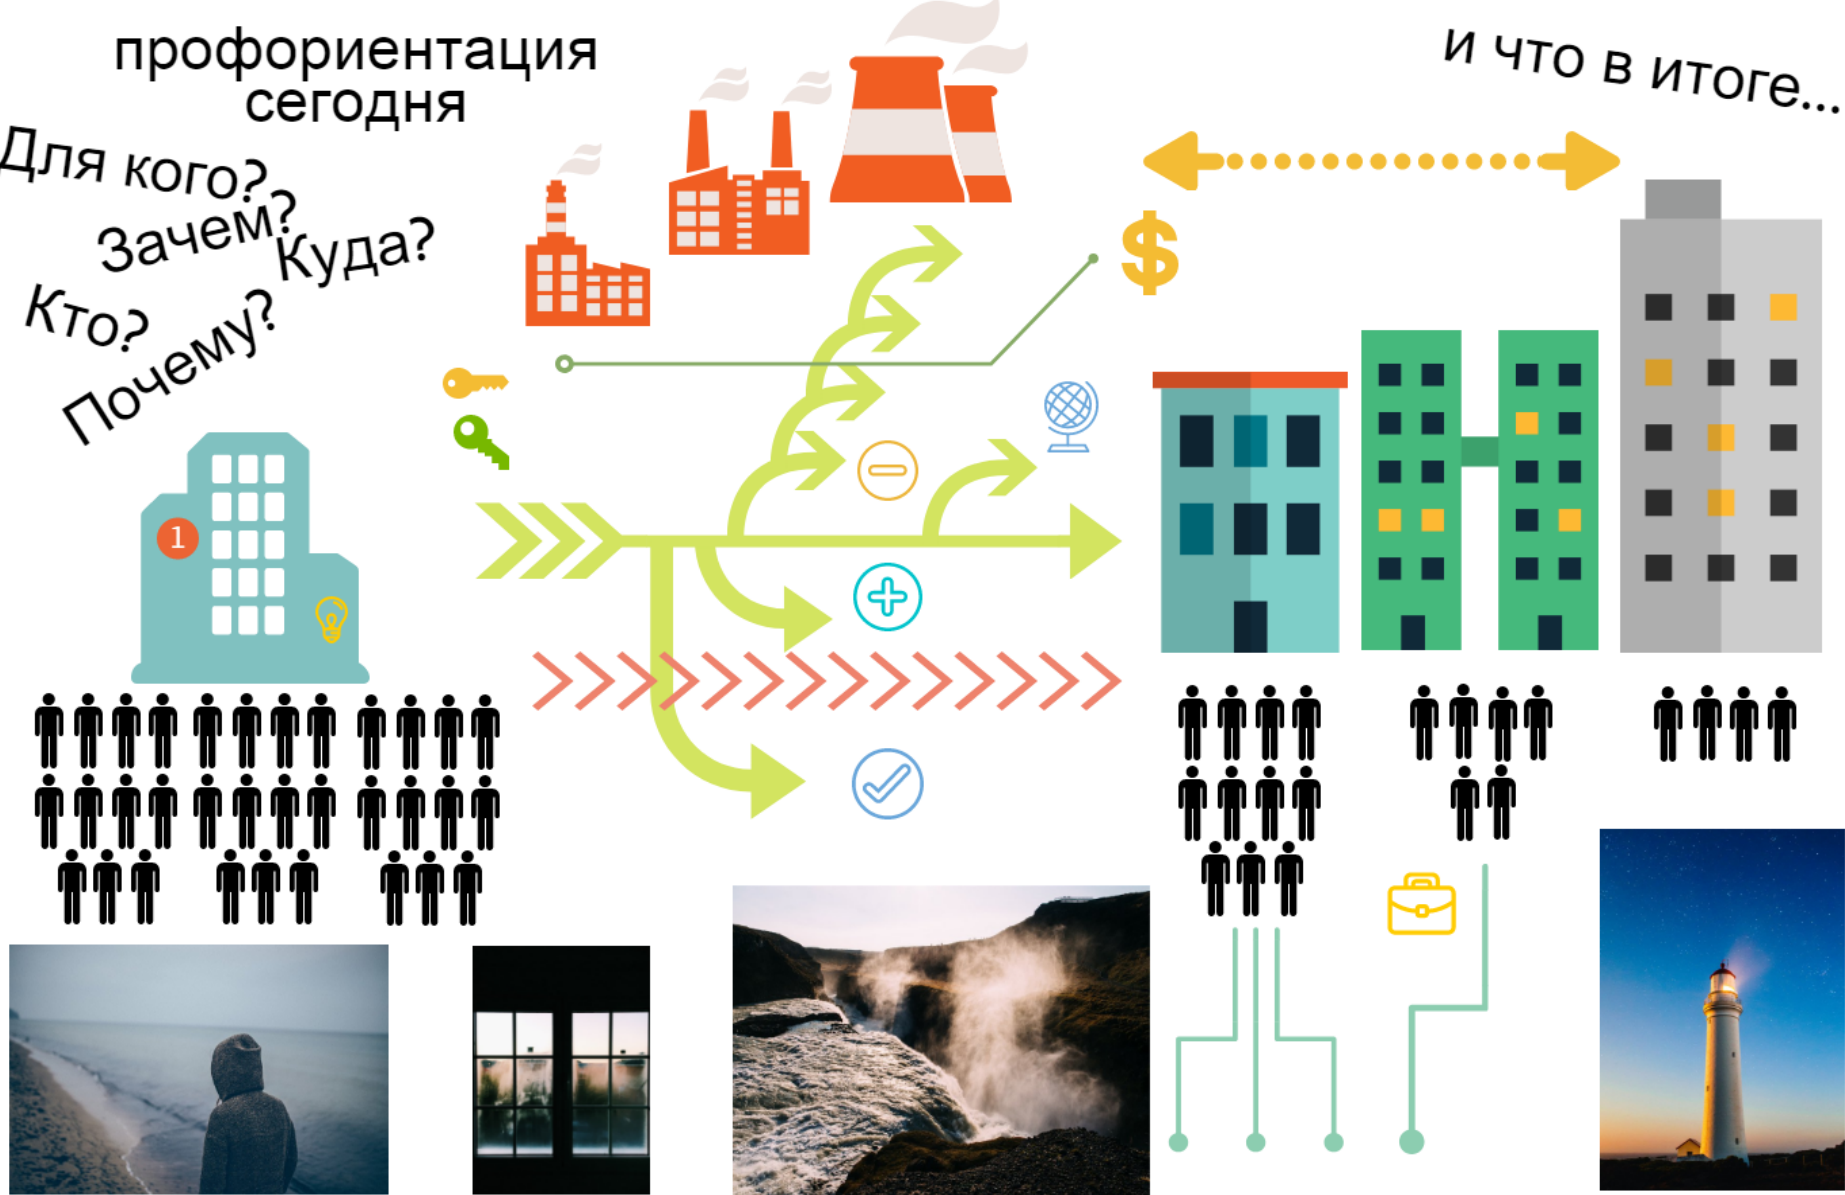 профориентация
сегодня
и что в итоге...
Для кого?
Зачем?
Куда?
Кто?
Почему?
$
1